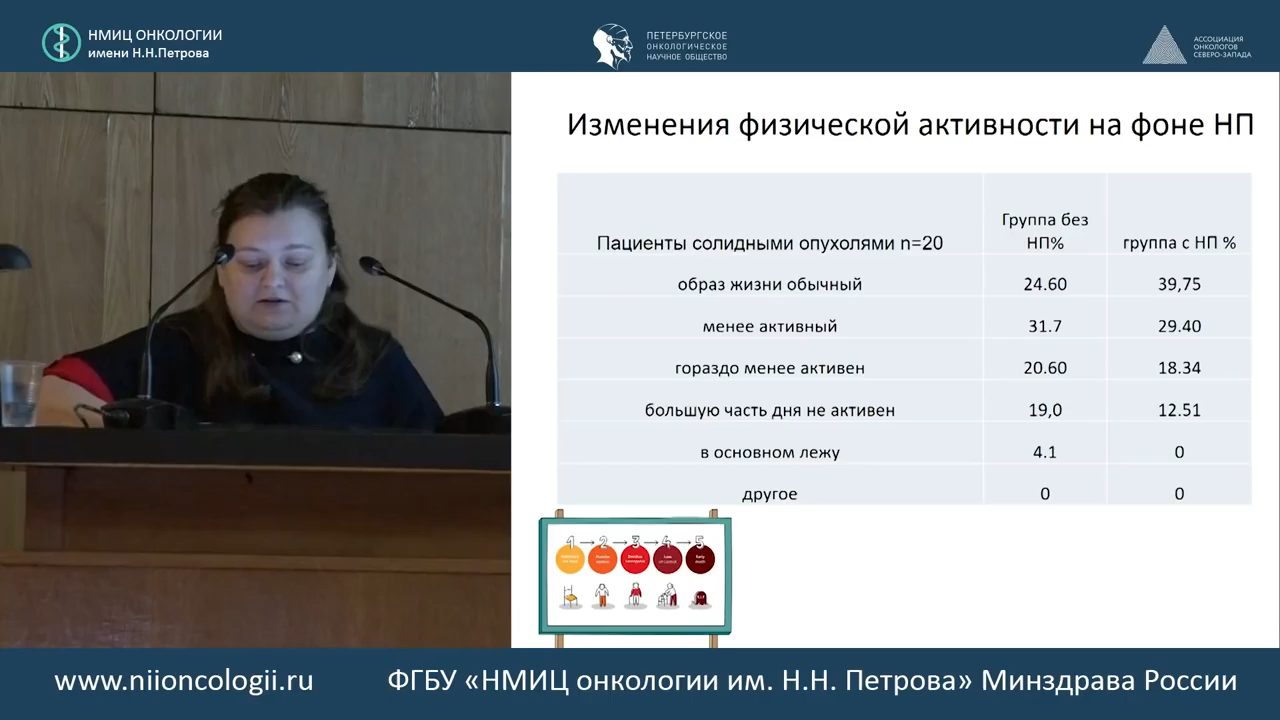 НМИЦ ОНКОЛОГИИ
имени Н.Н.Петрова
ПЕТЕРБУРГСКОЕ
ОНКОЛОГИЧЕСКОЕ
НАУЧНОЕ ОБЩЕСТВО
АССОЦИАЦИЯ
ОНКОЛОГОВ
СЕВЕРО-ЗАПАДА
Изменения физической активности на фоне НП
Пациенты солидными опухолями n=20 Группа без НП% группа с НП %
образ жизни обычный 24.60 39,75
менее активный 31.7 29.40
гораздо менее активен 20.60 18.34
большую часть дня не активен 19,0 12.51
в основном лежу 4.1 0
другое 0 0
1 2 3 4 5
www.niioncologii.ru ФГБУ «НМИЦ онкологии им. Н.Н. Петрова» Минздрава России